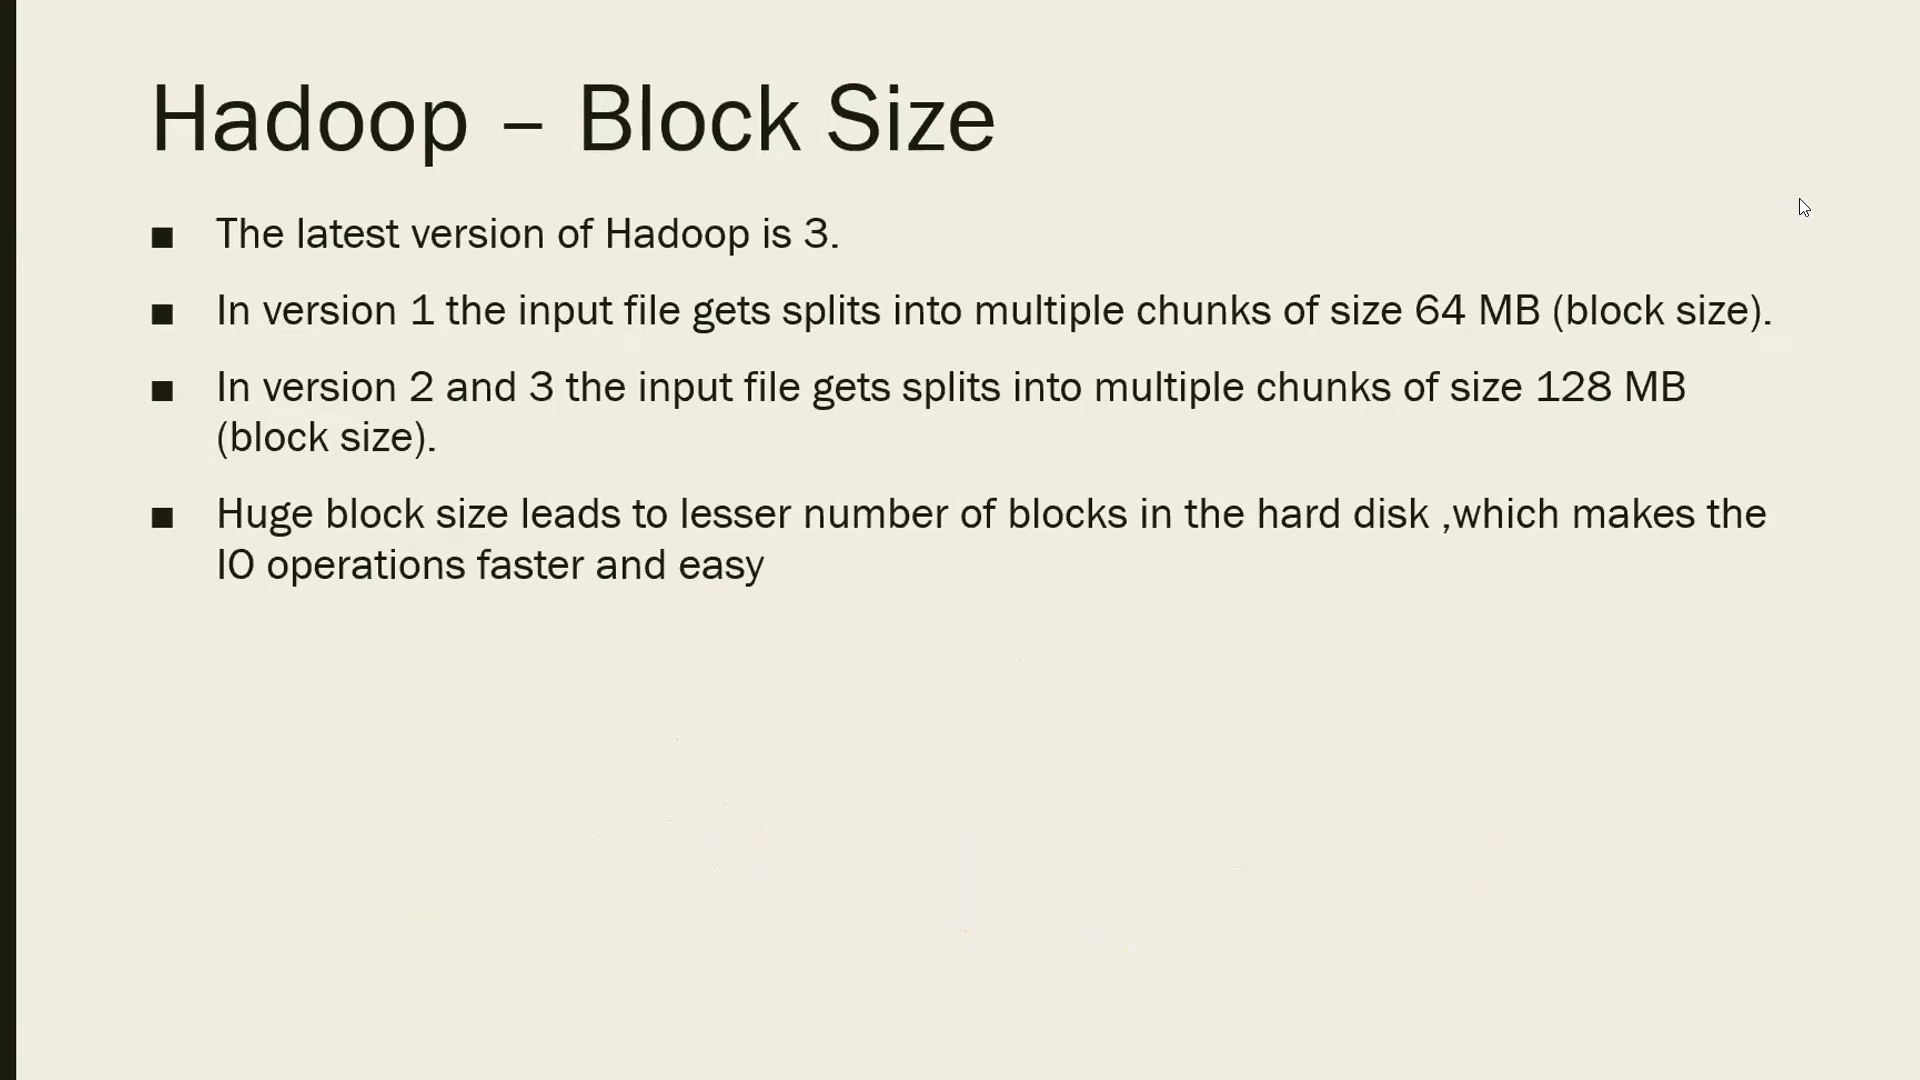 Hadoop – Block Size
■ The latest version of Hadoop is 3.
■ In version 1 the input file gets splits into multiple chunks of size 64 MB (block size).
■ In version 2 and 3 the input file gets splits into multiple chunks of size 128 MB
(block size).
■ Huge block size leads to lesser number of blocks in the hard disk ,which makes the
IO operations faster and easy